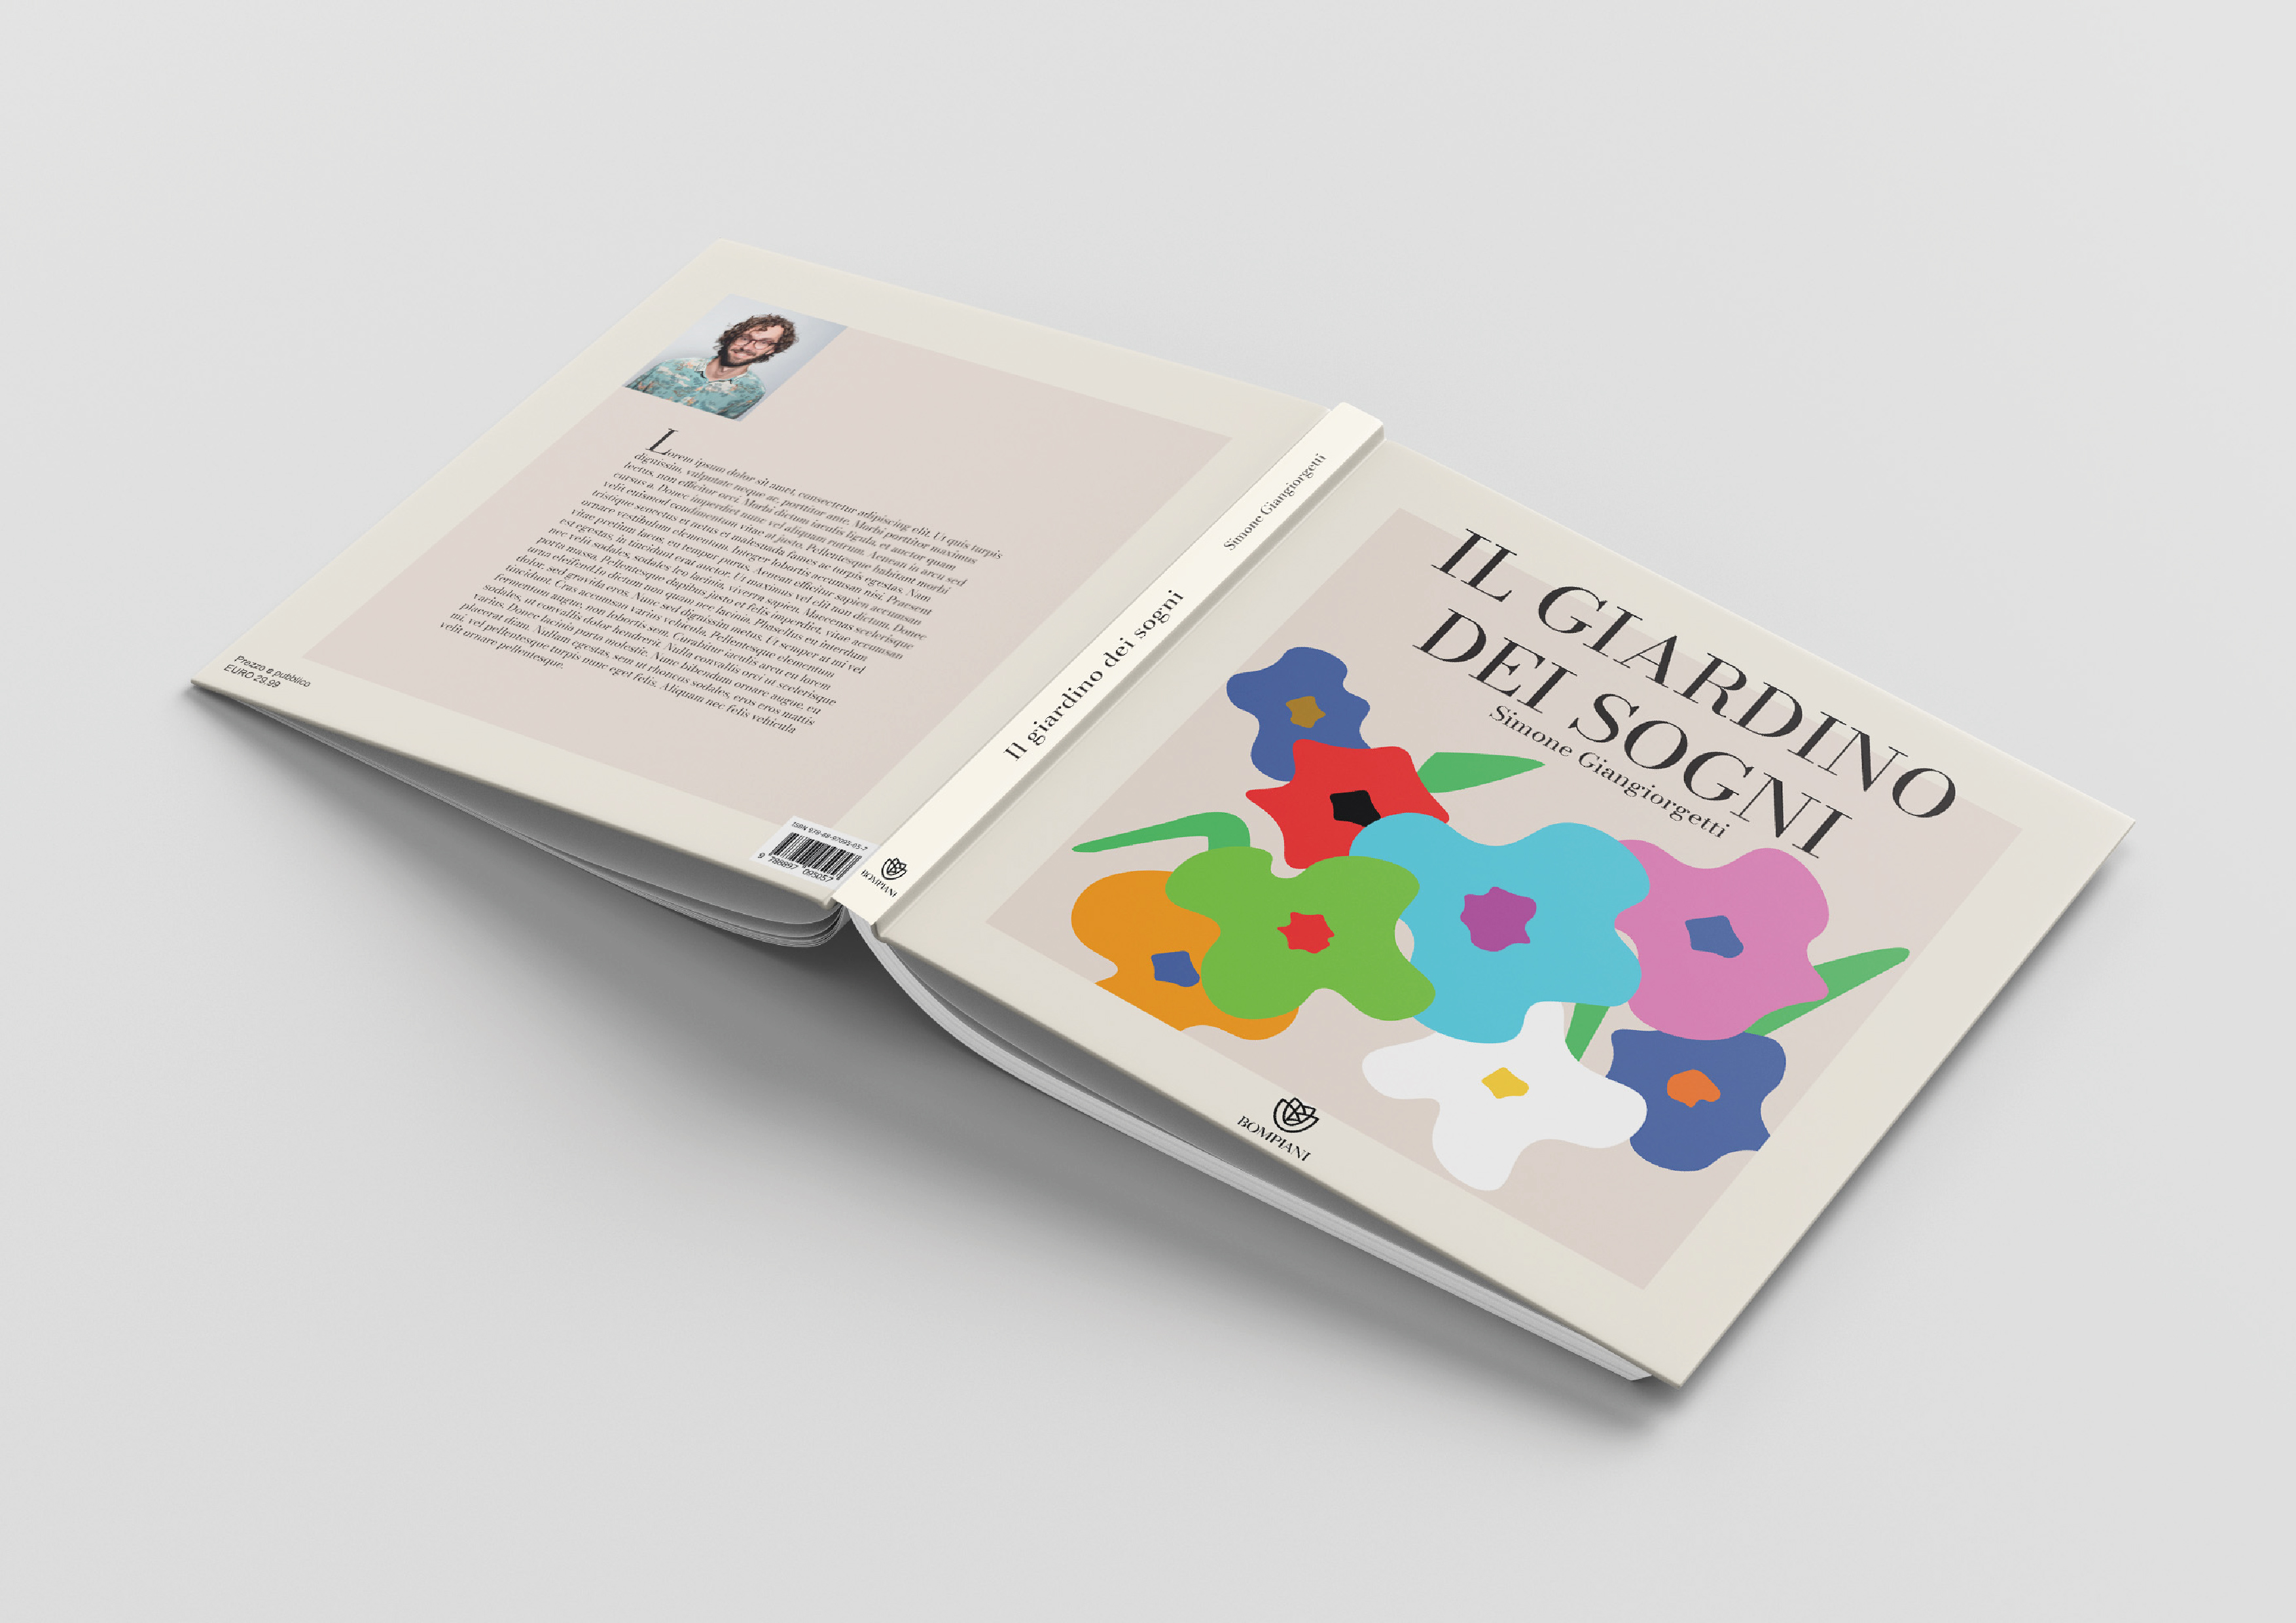 Lorem ipsum dolor sit amet, consectetur adipiscing elit. Ut quis turpis
dignissim, vulputate neque ac, porttitor ante. Morbi porttitor maximus
lectus, non efficitur orci. Morbi dictum iaculis ligula, et auctor quam
cursus a. Donec imperdiet nunc vel aliquam rutrum. Aenean in arcu sed
velit euismod condimentum vitae at justo. Pellentesque habitant morbi
tristique senectus et netus et malesuada fames ac turpis egestas. Nam
ornare vestibulum elementum. Integer lobortis accumsan nisi. Praesent
vitae pretium lacus, eu tempor purus. Aenean efficitur sapien accumsan
est egestas, in tincidunt erat auctor. Ut maximus vel elit non dictum. Donec
nec velit sodales, sodales leo lacinia, viverra sapien. Maecenas scelerisque
porta massa. Pellentesque dapibus justo et felis imperdiet, vitae accumsan
urna eleifend.In dictum non quam nec lacinia. Phasellus eu interdum
dolor, sed gravida eros. Nunc sed dignissim metus. Ut semper at mi vel
tincidunt. Cras accumsan varius vehicula. Pellentesque elementum
fermentum augue, non lobortis sem. Curabitur iaculis arcu eu lorem
sodales, ut convallis dolor hendrerit. Nulla convallis orci ut scelerisque
varius. Donec lacinia porta molestie. Nunc bibendum ornare augue, eu
placerat diam. Nullam egestas, sem ut rhoncus sodales, eros eros mattis
mi, vel pellentesque turpis nunc eget felis. Aliquam nec felis vehicula
velit ornare pellentesque.
Prezzo e pubblico
EURO 29.99
Simone Giangiorgetti
Il giardino dei sogni
BOMPIANI
IL GIARDINO
DEI SOGNI
Simone Giangiorgetti
BOMPIANI